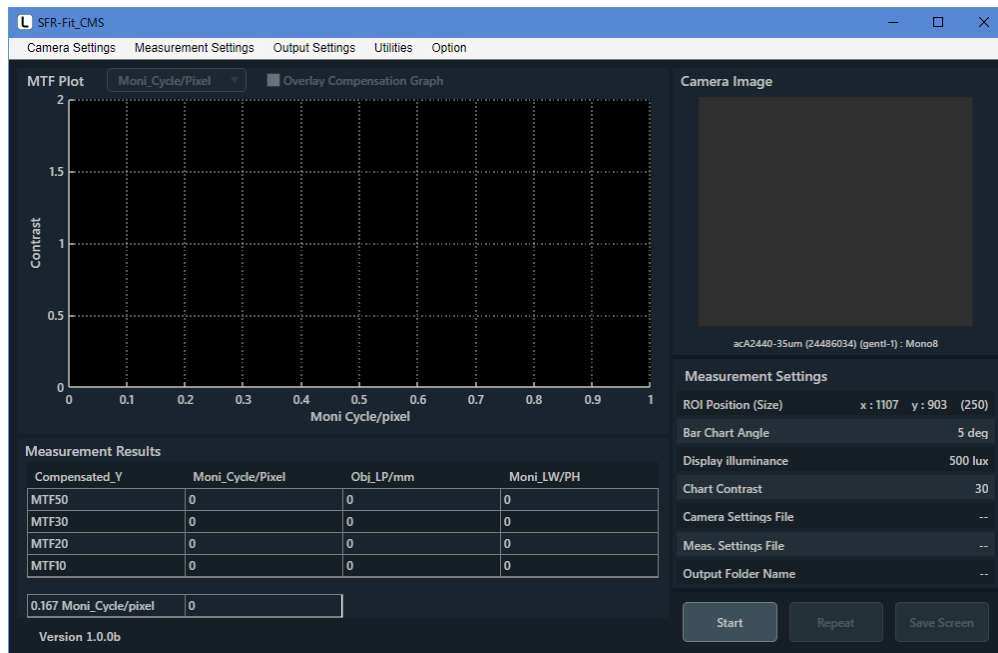 L SFR-Fit_CMS
Camera Settings Measurement Settings Output Settings Utilities Option
MTF Plot Moni_Cycle/Pixel Overlay Compensation Graph
2
1.5
1
0.5
0
Contrast
0 0.1 0.2 0.3 0.4 0.5 0.6 0.7 0.8 0.9 1
Moni Cycle/pixel
Measurement Results
Compensated_Y Moni_Cycle/Pixel Obj_LP/mm Moni_LW/PH
MTF50 0 0 0
MTF30 0 0 0
MTF20 0 0 0
MTF10 0 0 0
0.167 Moni_Cycle/pixel 0
Version 1.0.0b
Camera Image
acA2440-35um (24486034) (gentl-1) : Mono8
Measurement Settings
ROI Position (Size) x : 1107 y : 903 (250)
Bar Chart Angle 5 deg
Display illuminance 500 lux
Chart Contrast 30
Camera Settings File --
Meas. Settings File --
Output Folder Name --
Start Repeat Save Screen